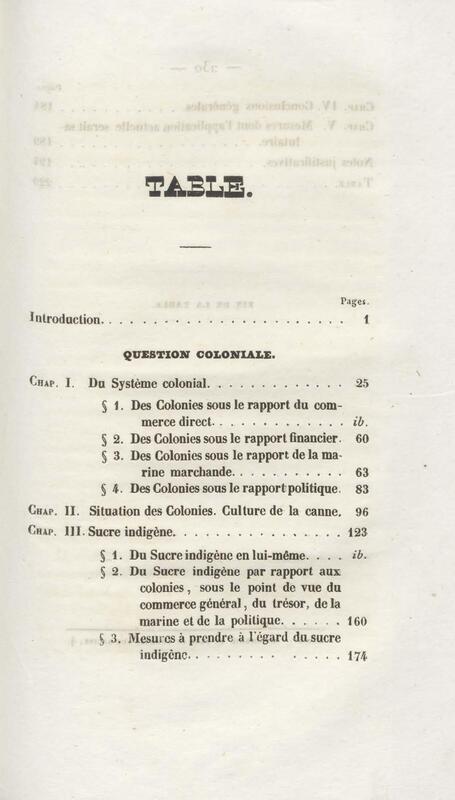 TABLE.
Pages.
Introduction. . . . . . . . . . . . . . . . . . . . . . 1
QUESTION COLONIALE.
CHAP. I. Du Système colonial. . . . . . . . . . . . 25
§ 1. Des Colonies sous le rapport du com-
merce direct. . . . . . . . . . . . ib.
§ 2. Des Colonies sous le rapport financier. 60
§ 3. Des Colonies sous le rapport de la ma-
rine marchande. . . . . . . . . . 63
§ 4. Des Colonies sous le rapport politique. 83
CHAP. II. Situation des Colonies. Culture de la canne. 96
CHAP. III. Sucre indigène. . . . . . . . . . . . . . . 123
§ 1. Du Sucre indigène en lui-même. . . . ib.
§ 2. Du Sucre indigène par rapport aux
colonies, sous le point de vue du
commerce général, du trésor, de la
marine et de la politique. . . . . . 160
§ 3. Mesures à prendre à l'égard du sucre
indigène. . . . . . . . . . . . . . 174